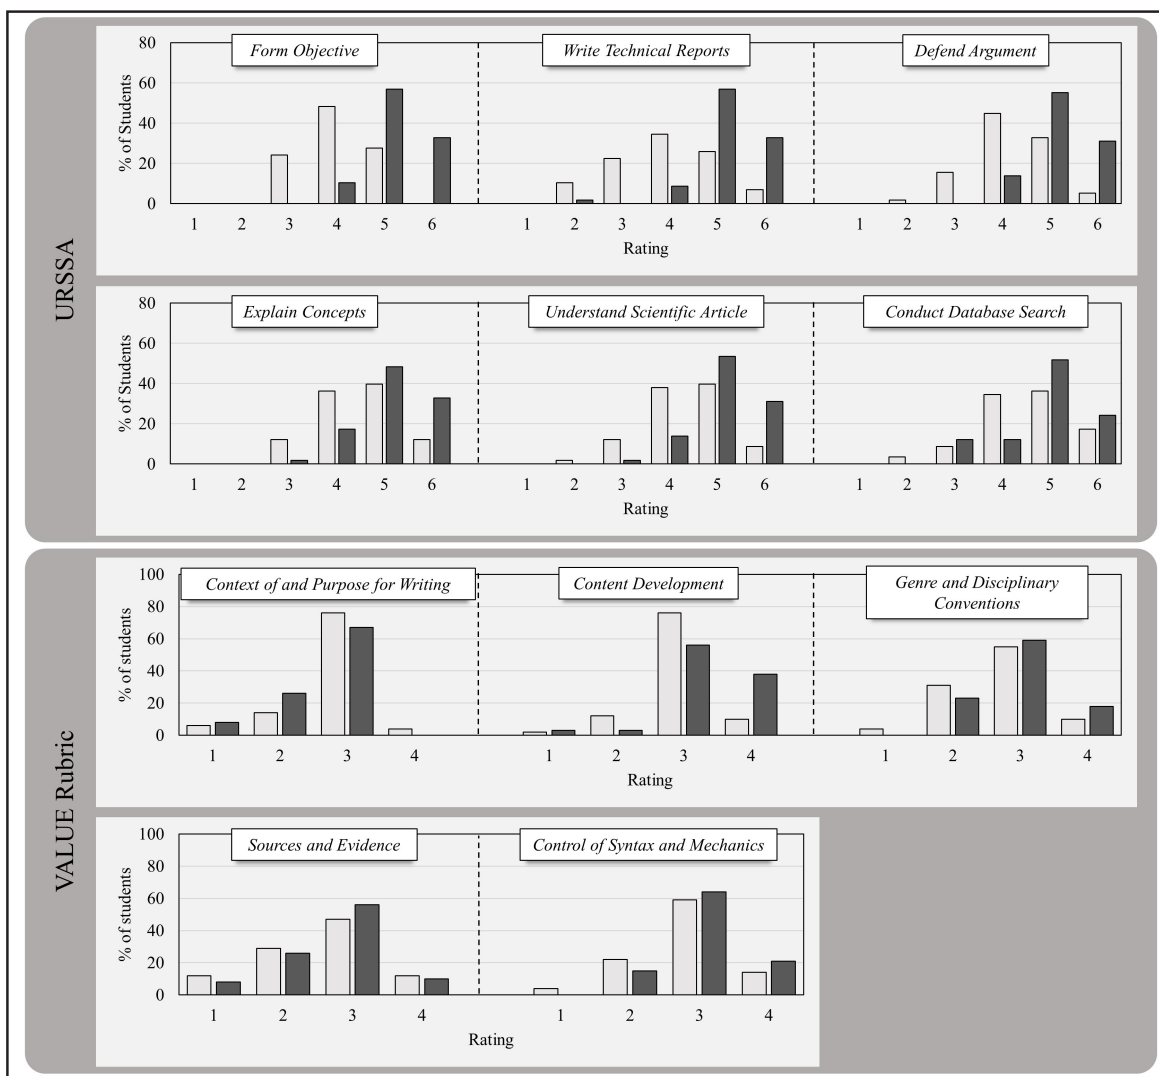 URSSA
Form Objective
Write Technical Reports
Defend Argument
% of Students
80
60
40
20
0
1 2 3 4 5 6 1 2 3 4 5 6 1 2 3 4 5 6
Rating
Explain Concepts
Understand Scientific Article
Conduct Database Search
% of Students
80
60
40
20
0
1 2 3 4 5 6 1 2 3 4 5 6 1 2 3 4 5 6
Rating
VALUE Rubric
Context of and Purpose for Writing
Content Development
Genre and Disciplinary
Conventions
% of students
100
80
60
40
20
0
1 2 3 4 1 2 3 4 1 2 3 4
Rating
Sources and Evidence
Control of Syntax and Mechanics
% of students
100
80
60
40
20
0
1 2 3 4 1 2 3 4
Rating